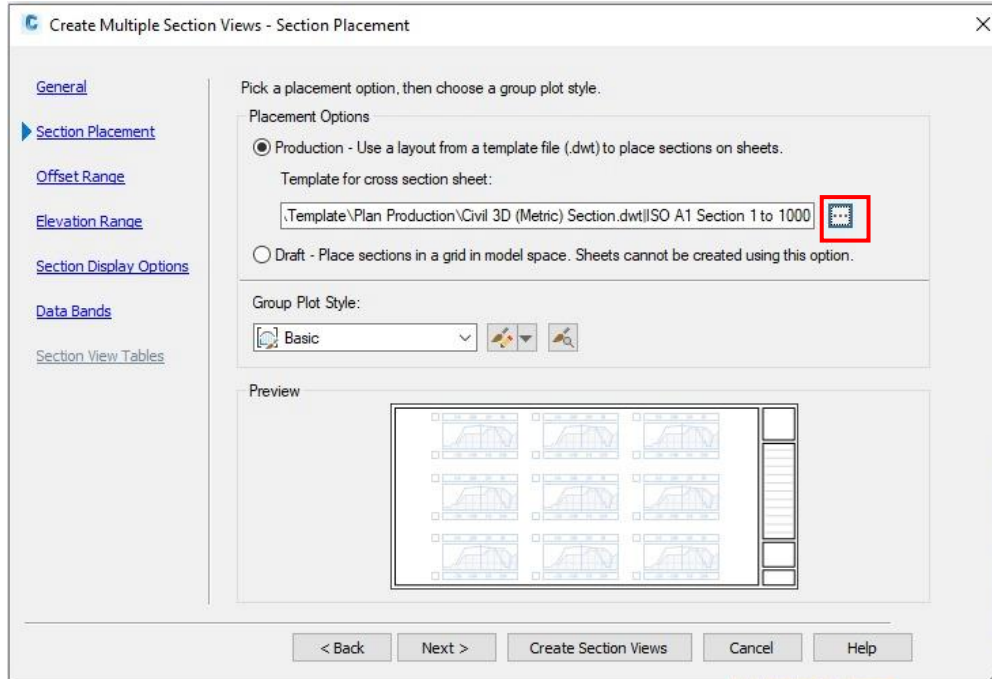 Create Multiple Section Views - Section Placement
General
Section Placement
Offset Range
Elevation Range
Section Display Options
Data Bands
Section View Tables
Pick a placement option, then choose a group plot style.
Placement Options
Production - Use a layout from a template file (.dwt) to place sections on sheets.
Template for cross section sheet:
.Template\Plan Production\Civil 3D (Metric) Section.dwt|ISO A1 Section 1 to 1000
...
Draft - Place sections in a grid in model space. Sheets cannot be created using this option.
Group Plot Style:
Basic
Preview
< Back Next > Create Section Views Cancel Help